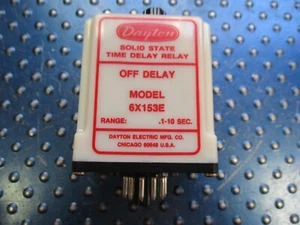 Dayton
SOLID STATE
TIME DELAY RELAY
OFF DELAY
MODEL
6X153E
RANGE: .1-10 SEC.
DAYTON ELECTRIC MFG. CO.
CHICAGO 60648 U.S.A.